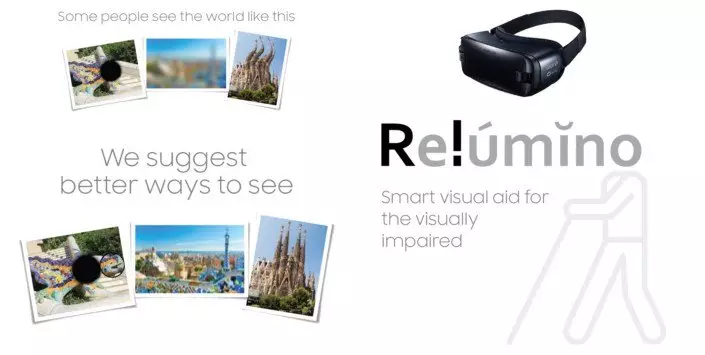 Some people see the world like this
We suggest
better ways to see
Re!úmĭno
Smart visual aid for
the visually
impaired